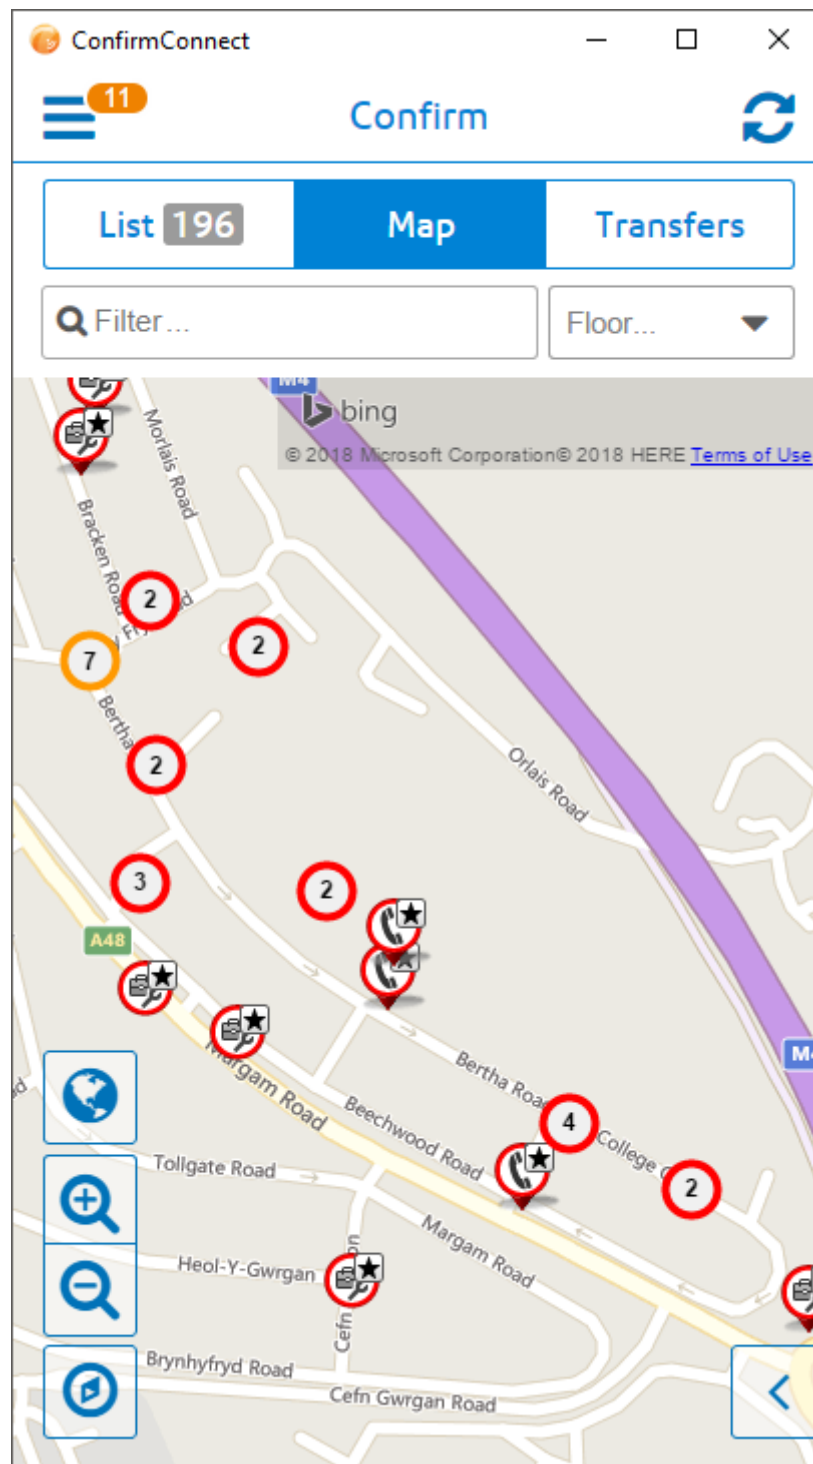 ConfirmConnect
11
Confirm
List 196
Map
Transfers
Filter...
Floor...
M4
bing
© 2018 Microsoft Corporation© 2018 HERE Terms of Use
Morlais Road
Bracken Road
2
2
7
Bertha
2
Orlais Road
3
2
A48
Margam Road
Bertha Road
4
College
2
Beechwood Road
Tollgate Road
Margam Road
Heol-Y-Gwrgan
Cefn
Brynhyfryd Road
Cefn Gwrgan Road